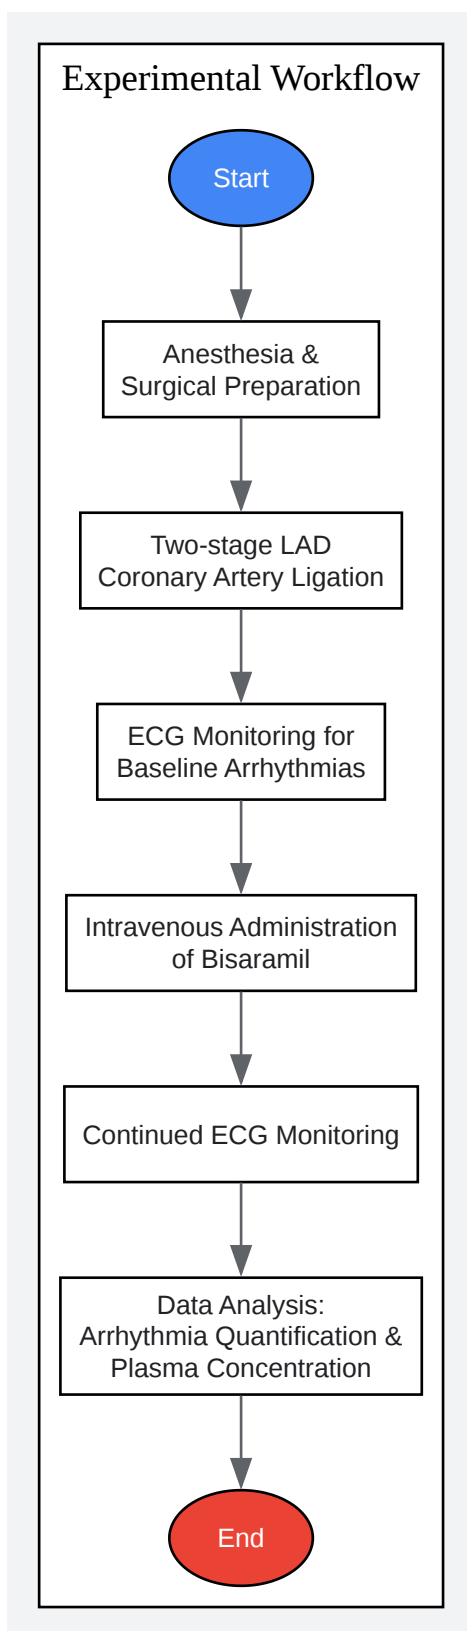 Experimental Workflow
Start
Anesthesia &
Surgical Preparation
Two-stage LAD
Coronary Artery Ligation
ECG Monitoring for
Baseline Arrhythmias
Intravenous Administration
of Bisaramil
Continued ECG Monitoring
Data Analysis:
Arrhythmia Quantification &
Plasma Concentration
End